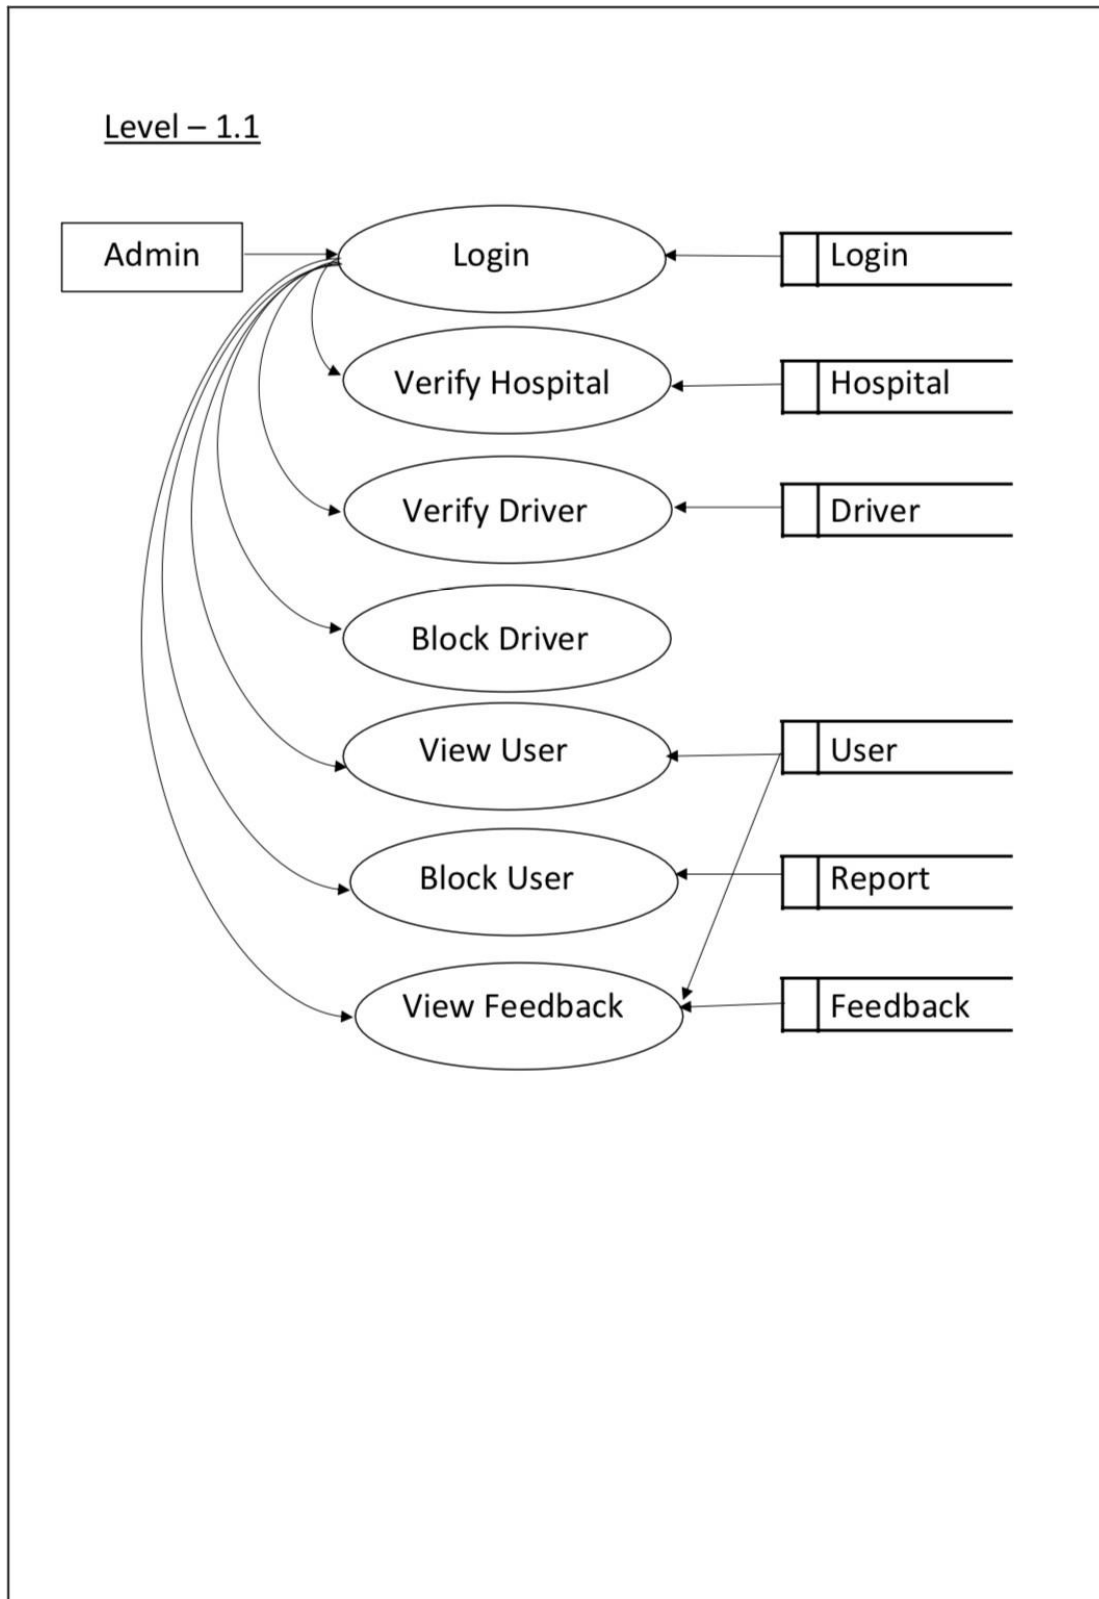 Level – 1.1
Admin
Login
Login
Verify Hospital
Hospital
Verify Driver
Driver
Block Driver
View User
User
Block User
Report
View Feedback
Feedback